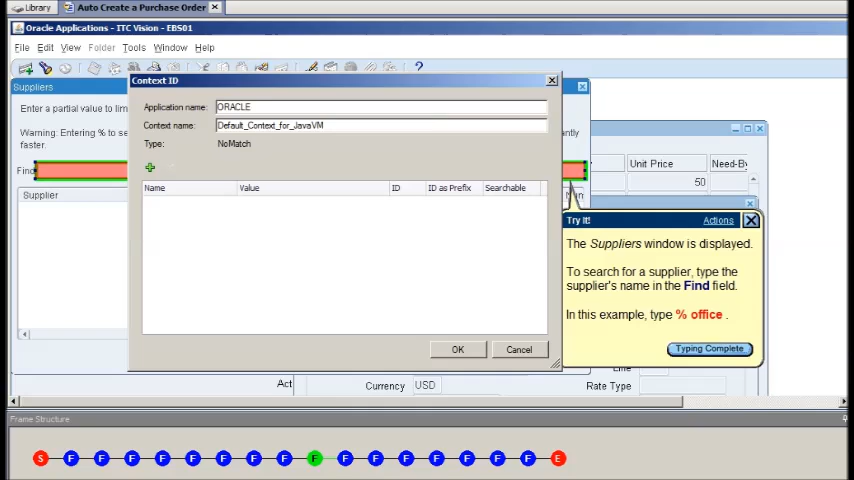 Library
Auto Create a Purchase Order
Oracle Applications - ITC Vision - EBS01
File Edit View Folder Tools Window Help
Suppliers
Context ID
Enter a partial value to lim
Warning: Entering % to se
antly
faster.
Find
Supplier
Application name: ORACLE
Context name: Default_Context_for_JavaVM
Type: NoMatch
Name Value ID ID as Prefix Searchable
OK Cancel
Unit Price Need-By
50
Num
Try It! Actions
The Suppliers window is displayed.
To search for a supplier, type the
supplier's name in the Find field.
In this example, type % office .
Typing Complete
Line
Act
Currency USD
Rate Type
Frame Structure
S F F F F F F F F F F F F F F F F E